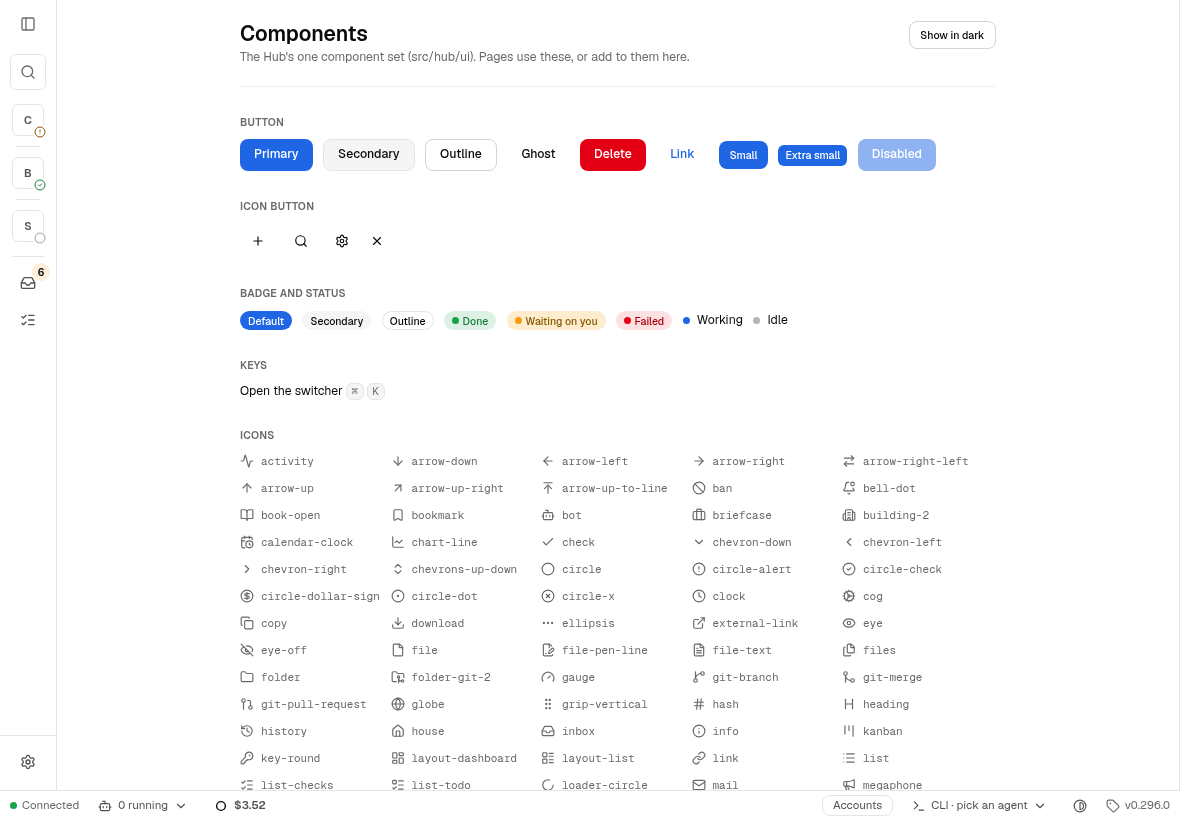 Components
Show in dark
The Hub's one component set (src/hub/ui). Pages use these, or add to them here.
C
B
S
6
BUTTON
Primary Secondary Outline Ghost Delete Link Small Extra small Disabled
ICON BUTTON
BADGE AND STATUS
Default Secondary Outline Done Waiting on you Failed Working Idle
KEYS
Open the switcher ⌘ K
ICONS
activity arrow-down arrow-left arrow-right arrow-right-left
arrow-up arrow-up-right arrow-up-to-line ban bell-dot
book-open bookmark bot briefcase building-2
calendar-clock chart-line check chevron-down chevron-left
chevron-right chevrons-up-down circle circle-alert circle-check
circle-dollar-sign circle-dot circle-x clock cog
copy download ellipsis external-link eye
eye-off file file-pen-line file-text files
folder folder-git-2 gauge git-branch git-merge
git-pull-request globe grip-vertical hash heading
history house inbox info kanban
key-round layout-dashboard layout-list link list
list-checks list-todo loader-circle mail megaphone
Connected 0 running $3.52 Accounts CLI · pick an agent v0.296.0